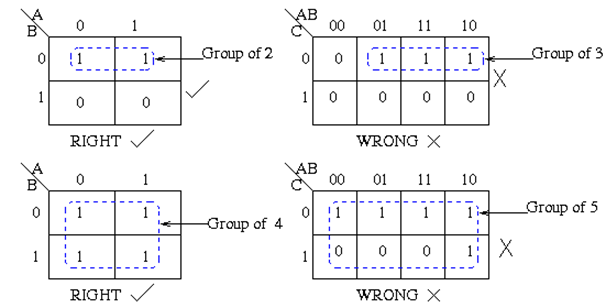 A
B
0 1
0 1 1
Group of 2
1 0 0
RIGHT
AB
C
00 01 11 10
0 0 1 1 1
Group of 3
1 0 0 0 0
WRONG
A
B
0 1
0 1 1
Group of 4
1 1 1
RIGHT
AB
C
00 01 11 10
0 1 1 1 1
Group of 5
1 0 0 0 1
WRONG